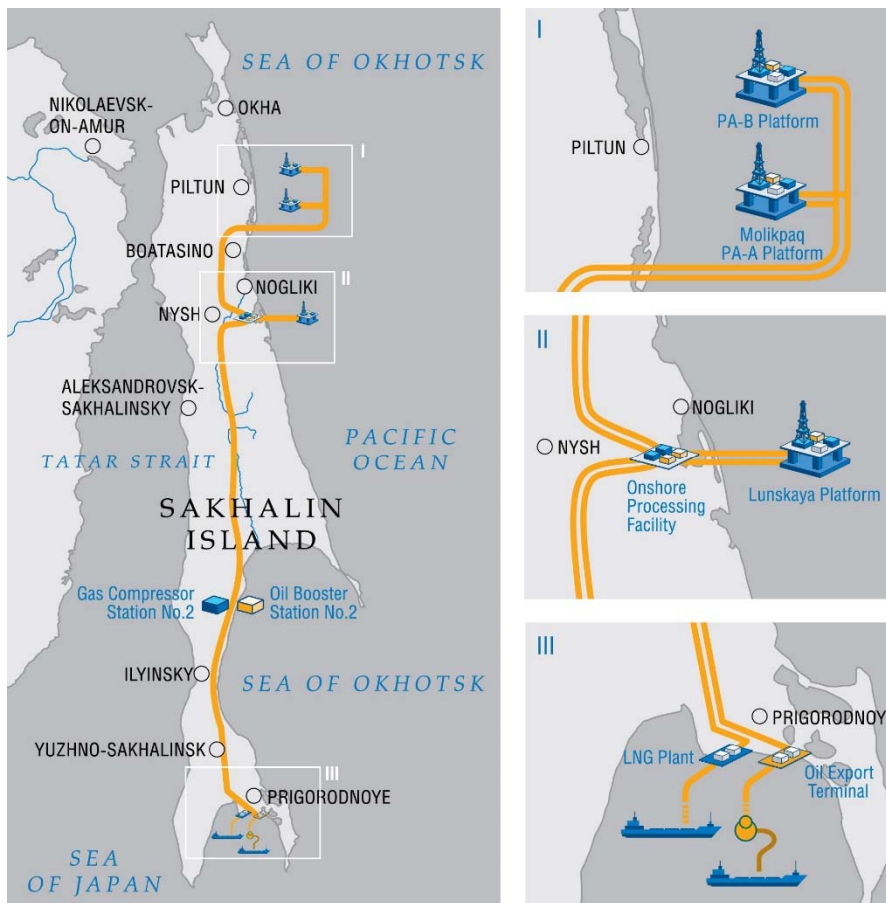 SEA OF OKHOTSK
NIKOLAEVSK-
ON-AMUR
OKHA
I
PILTUN
BOATASINO
II
NOGLIKI
NYSH
ALEKSANDROVSK-
SAKHALINSKY
TATAR STRAIT
PACIFIC
OCEAN
SAKHALIN
ISLAND
Gas Compressor
Station No.2
Oil Booster
Station No.2
ILYINSKY
SEA OF OKHOTSK
YUZHNO-SAKHALINSK
III
PRIGORODNOYE
SEA
OF JAPAN
I
PA-B Platform
PILTUN
Molikpaq
PA-A Platform
II
NOGLIKI
NYSH
Onshore
Processing
Facility
Lunskaya Platform
III
PRIGORODNOY
LNG Plant
Oil Export
Terminal